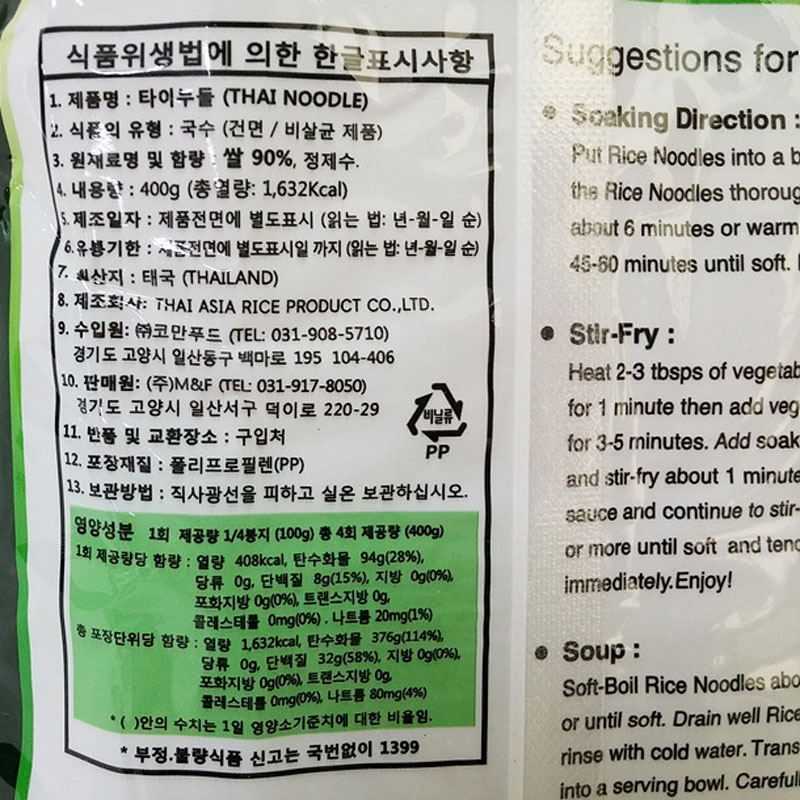 식품위생법에 의한 한글표시사항
1. 제품명 : 타이누들 (THAI NOODLE)
2. 식품의 유형 : 국수 (건면 / 비살균 제품)
3. 원재료명 및 함량 : 쌀 90%, 정제수.
4. 내용량 : 400g (총열량: 1,632Kcal)
5. 제조일자 : 제품전면에 별도표시 (읽는 법: 년-월-일 순)
6.유통기한 : 제품전면에 별도표시일 까지 (읽는 법: 년-월-일 순)
7. 원산지 : 태국 (THAILAND)
8. 제조회사: THAI ASIA RICE PRODUCT CO.,LTD.
9. 수입원: ㈜코만푸드 (TEL: 031-908-5710)
경기도 고양시 일산동구 백마로 195 104-406
10. 판매원: (주)M&F (TEL: 031-917-8050)
경기도 고양시 일산서구 덕이로 220-29
11. 반품 및 교환장소 : 구입처
12. 포장재질 : 폴리프로필렌(PP)
13. 보관방법 : 직사광선을 피하고 실온 보관하십시오.
비닐류
PP
영양성분 1회 제공량 1/4봉지 (100g) 총 4회 제공량 (400g)
1회 제공량당 함량 : 열량 408kcal, 탄수화물 94g(28%),
당류 0g, 단백질 8g(15%), 지방 0g(0%),
포화지방 0g(0%), 트랜스지방 0g,
콜레스테롤 0mg(0%) . 나트륨 20mg(1%)
총 포장단위당 함량 : 열량 1,632kcal, 탄수화물 376g(114%),
당류 0g, 단백질 32g(58%), 지방 0g(0%),
포화지방 0g(0%), 트랜스지방 0g,
콜레스테롤 0mg(0%), 나트륨 80mg(4%)
* ( )안의 수치는 1일 영양소기준치에 대한 비율임.
* 부정.불량식품 신고는 국번없이 1399
Suggestions for
• Soaking Direction :
Put Rice Noodles into a
the Rice Noodles
about 6 minutes or warm
45-60 minutes until soft.
• Stir-Fry :
Heat 2-3 tbsps of
for 1 minute then add
for 3-5 minutes. Add
and stir-fry about 1 minute
sauce and continue to
or more until soft and
immediately.Enjoy!
• Soup :
Soft-Boil Rice Noodles
or until soft. Drain well Rice
rinse with cold water.
into a serving bowl.